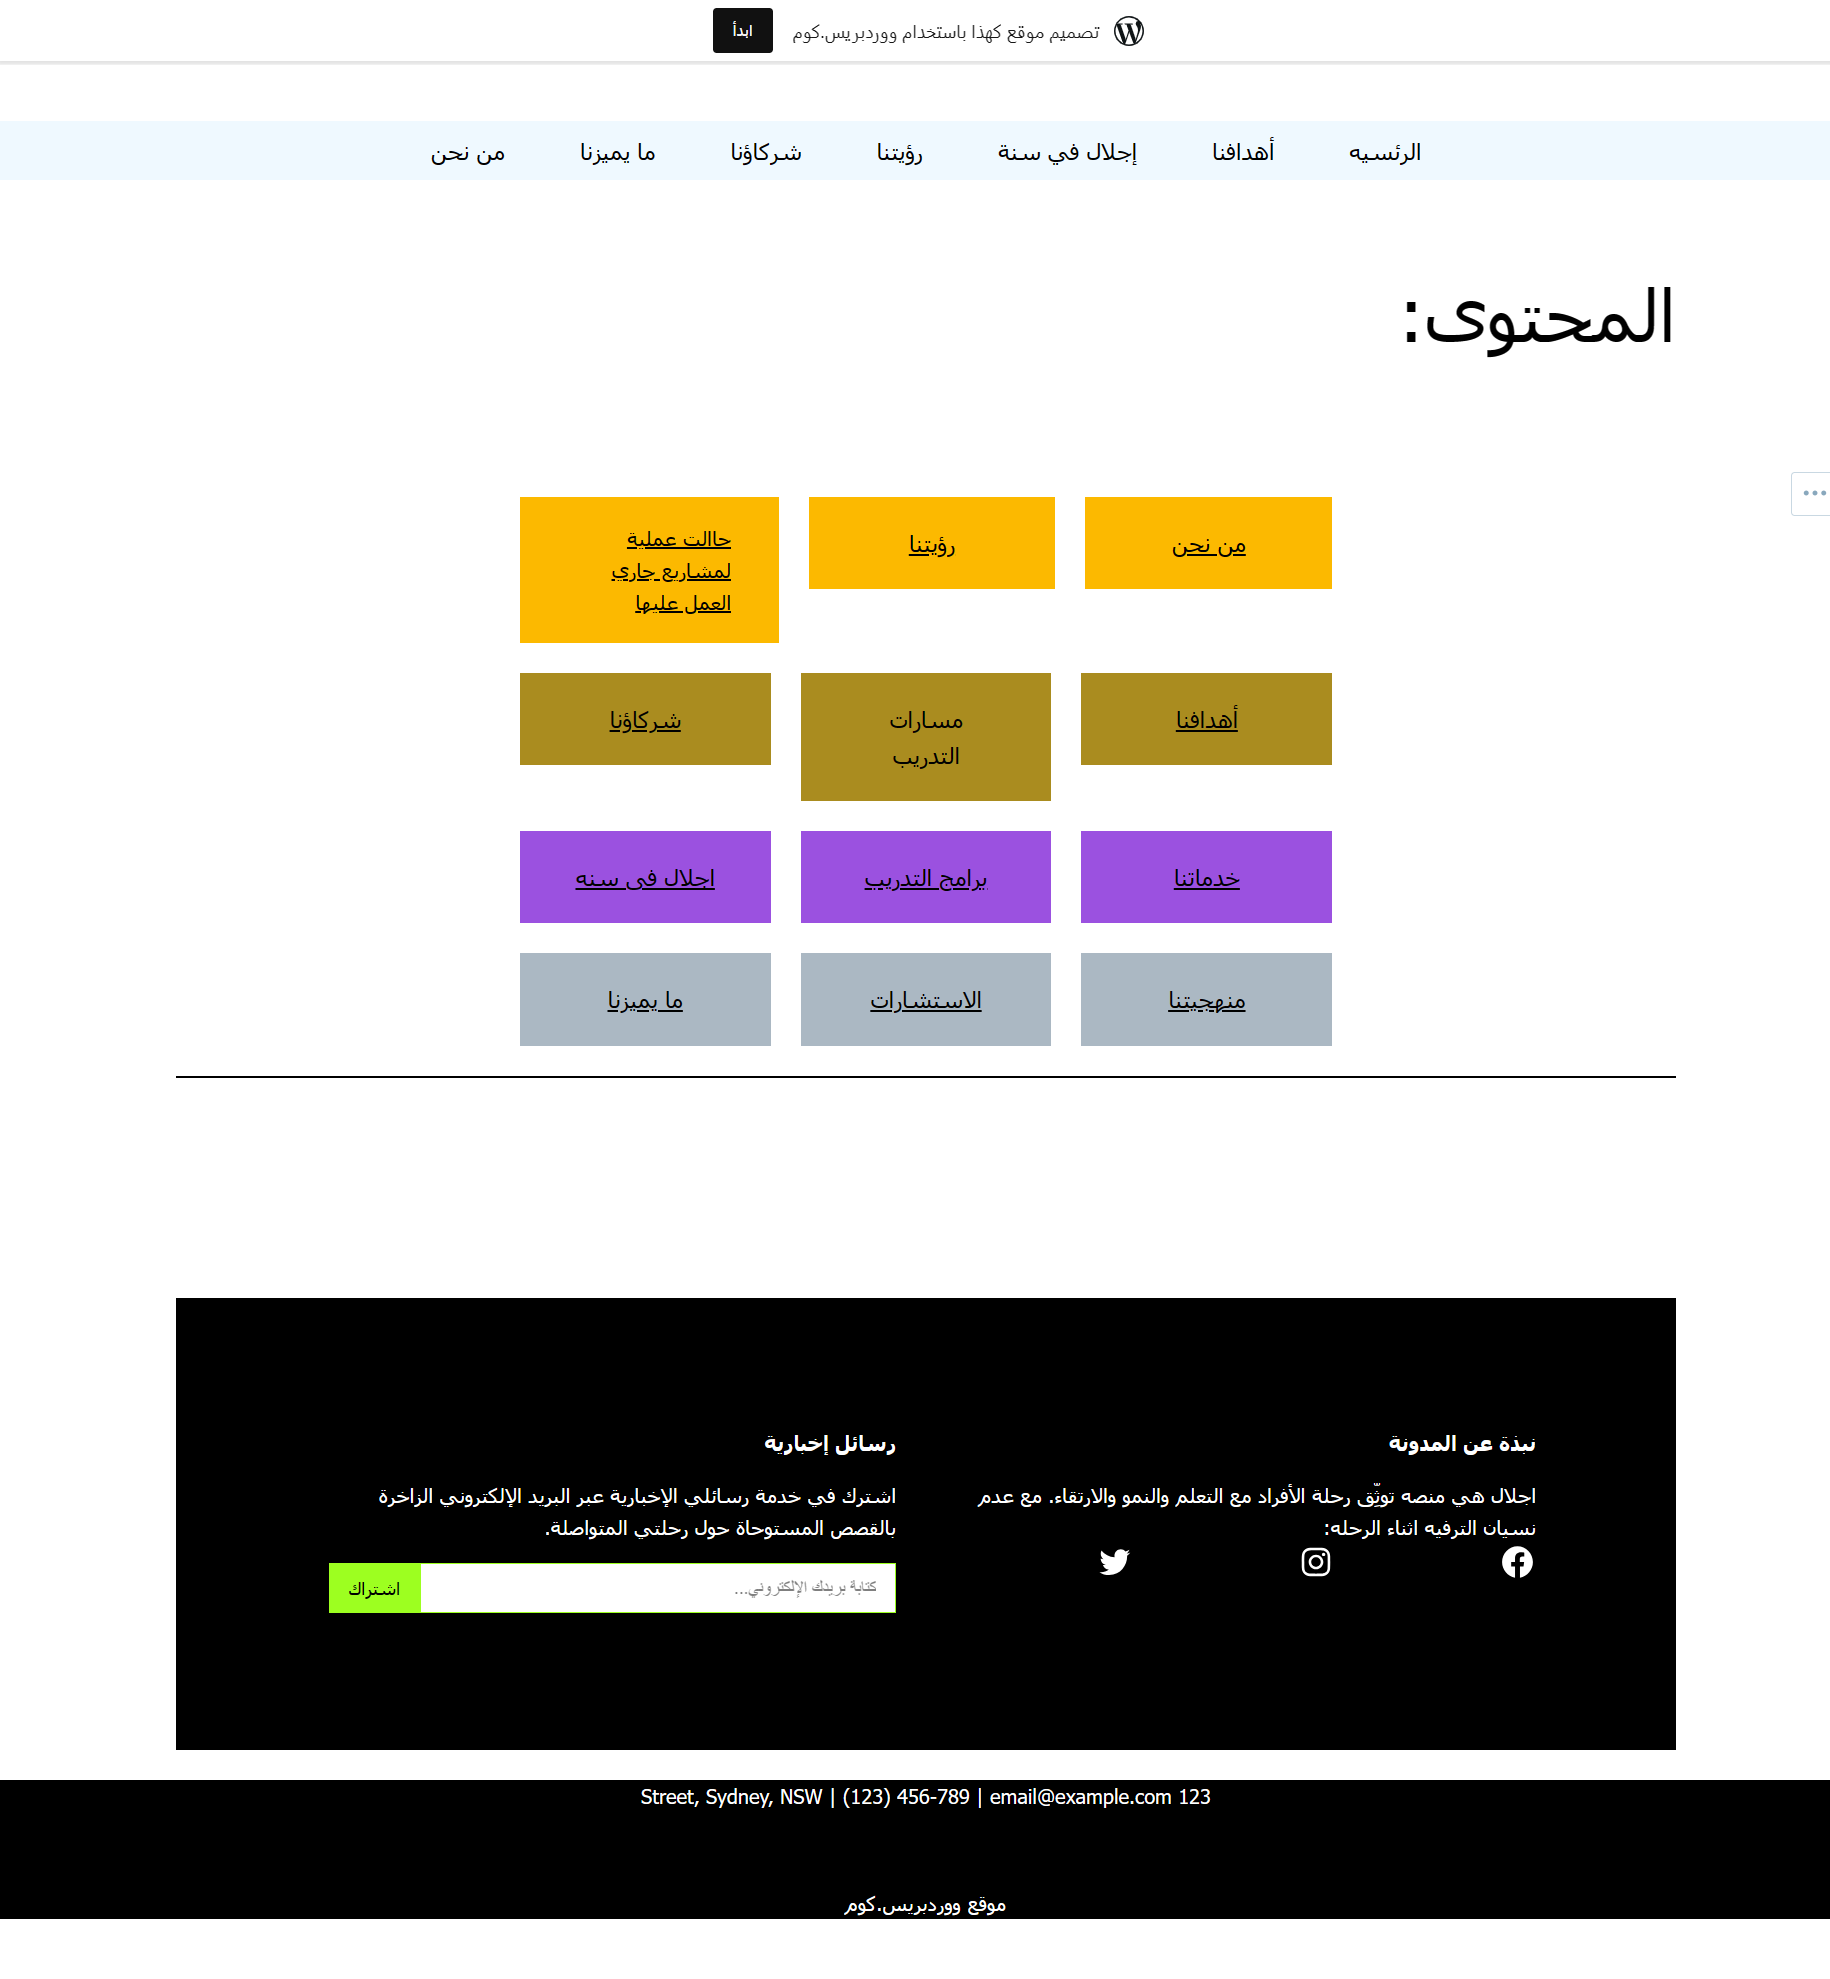 تصميم موقع كهذا باستخدام ووردبريس.كوم
ابدأ
الرئسيه
أهدافنا
إجلال في سنة
رؤيتنا
شركاؤنا
ما يميزنا
من نحن
المحتوى:
من نحن
رؤيتنا
حاالت عملية
لمشاريع جاري
العمل عليها
أهدافنا
مسارات
التدريب
شركاؤنا
خدماتنا
برامج التدريب
اجلال فى سنه
منهجيتنا
الاستشارات
ما يميزنا
نبذة عن المدونة
اجلال هي منصه توثّق رحلة الأفراد مع التعلم والنمو والارتقاء. مع عدم
نسيان الترفيه اثناء الرحله:
رسائل إخبارية
اشترك في خدمة رسائلي الإخبارية عبر البريد الإلكتروني الزاخرة
بالقصص المستوحاة حول رحلتي المتواصلة.
كتابة بريدك الإلكتروني...
اشتراك
Street, Sydney, NSW | (123) 456-789 | email@example.com 123
موقع ووردبريس.كوم